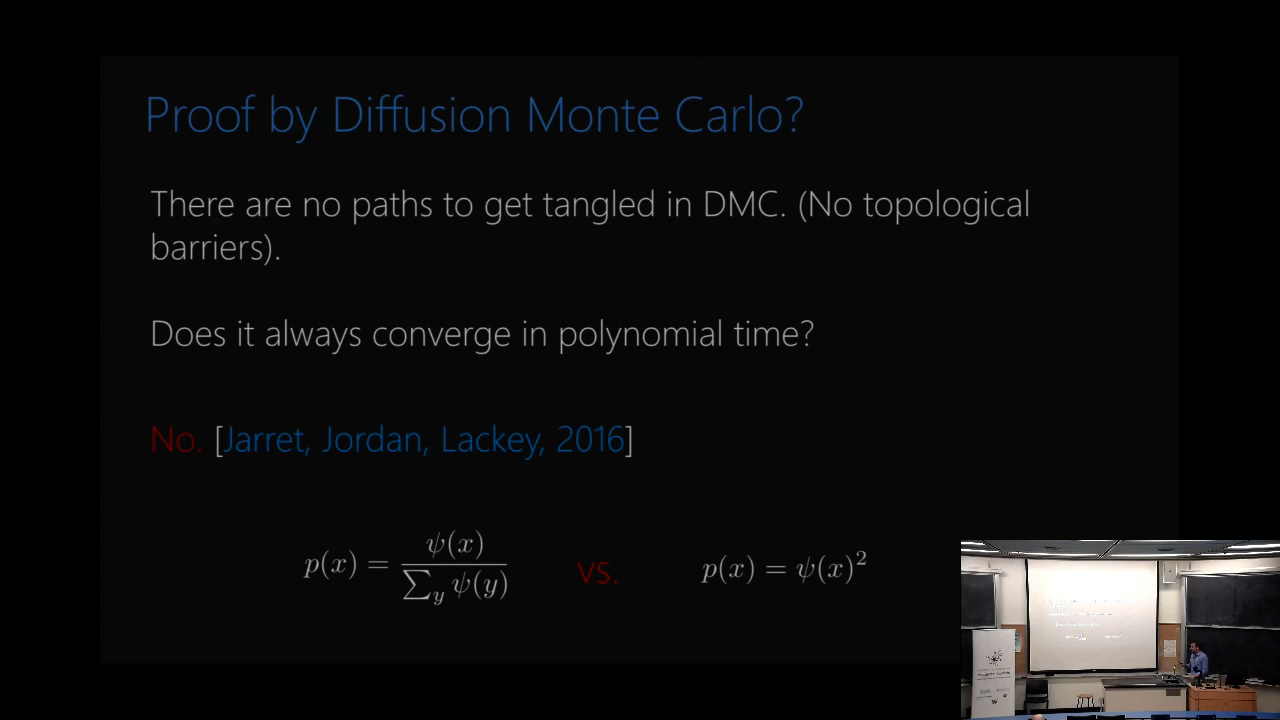 Proof by Diffusion Monte Carlo?
There are no paths to get tangled in DMC. (No topological
barriers).
Does it always converge in polynomial time?
No. [Jarret, Jordan, Lackey, 2016]
p(x) = ψ(x) / ∑_y ψ(y) vs. p(x) = ψ(x)²